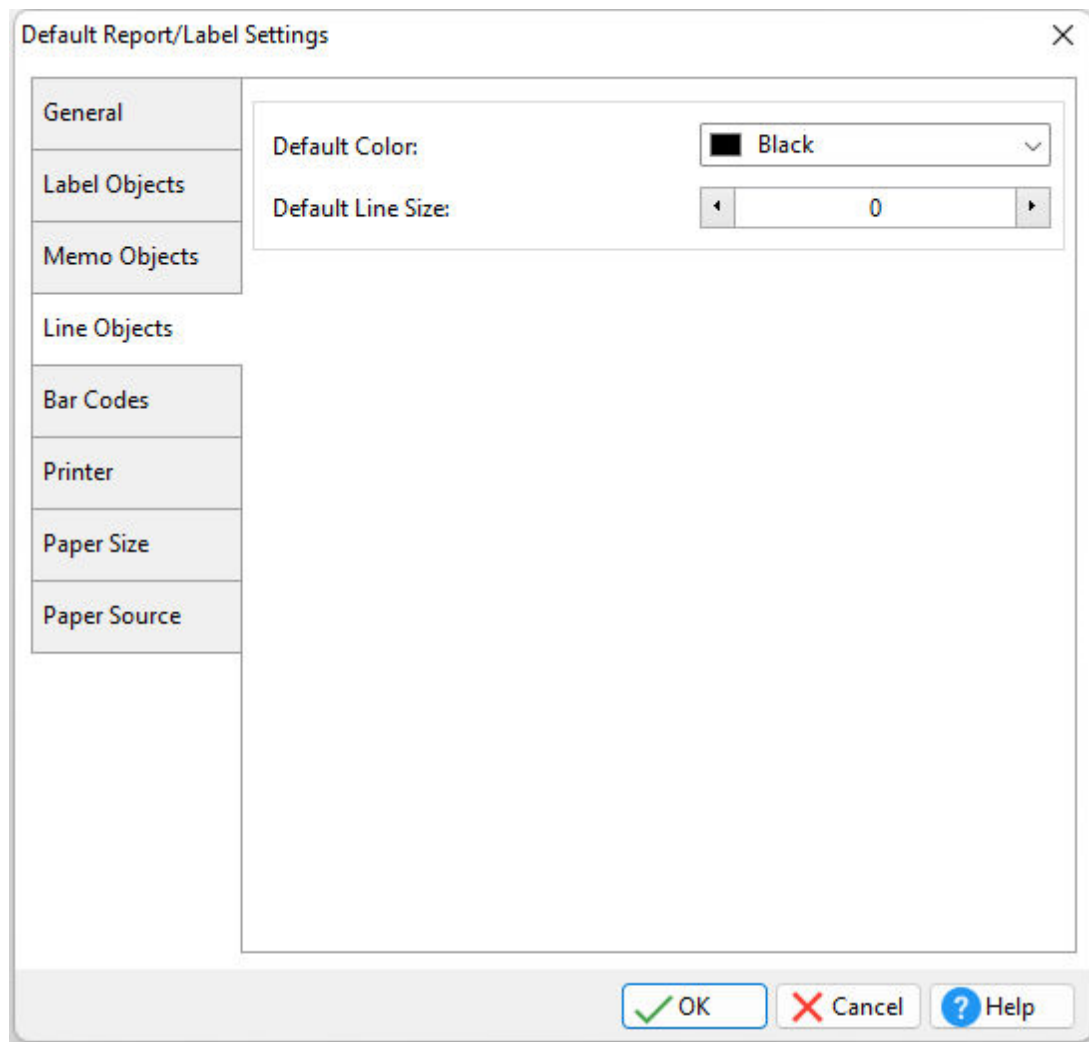 Default Report/Label Settings
General
Label Objects
Memo Objects
Line Objects
Bar Codes
Printer
Paper Size
Paper Source
Default Color:
Black
Default Line Size:
0
OK
Cancel
? Help